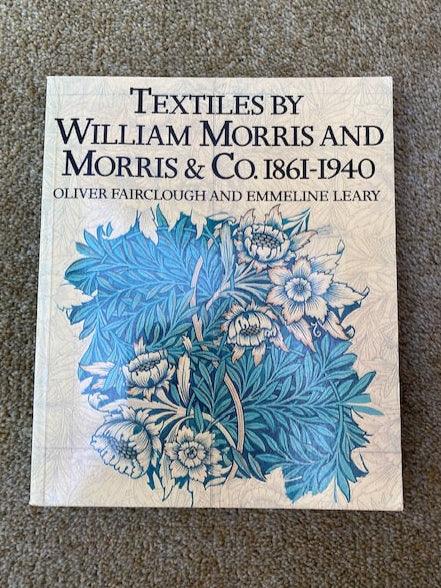 TEXTILES BY
WILLIAM MORRIS AND
MORRIS & CO. 1861-1940
OLIVER FAIRCLOUGH AND EMMELINE LEARY